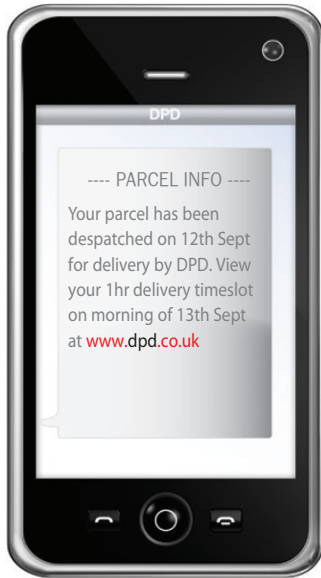 DPD
---- PARCEL INFO ----
Your parcel has been
despatched on 12th Sept
for delivery by DPD. View
your 1hr delivery timeslot
on morning of 13th Sept
at www.dpd.co.uk